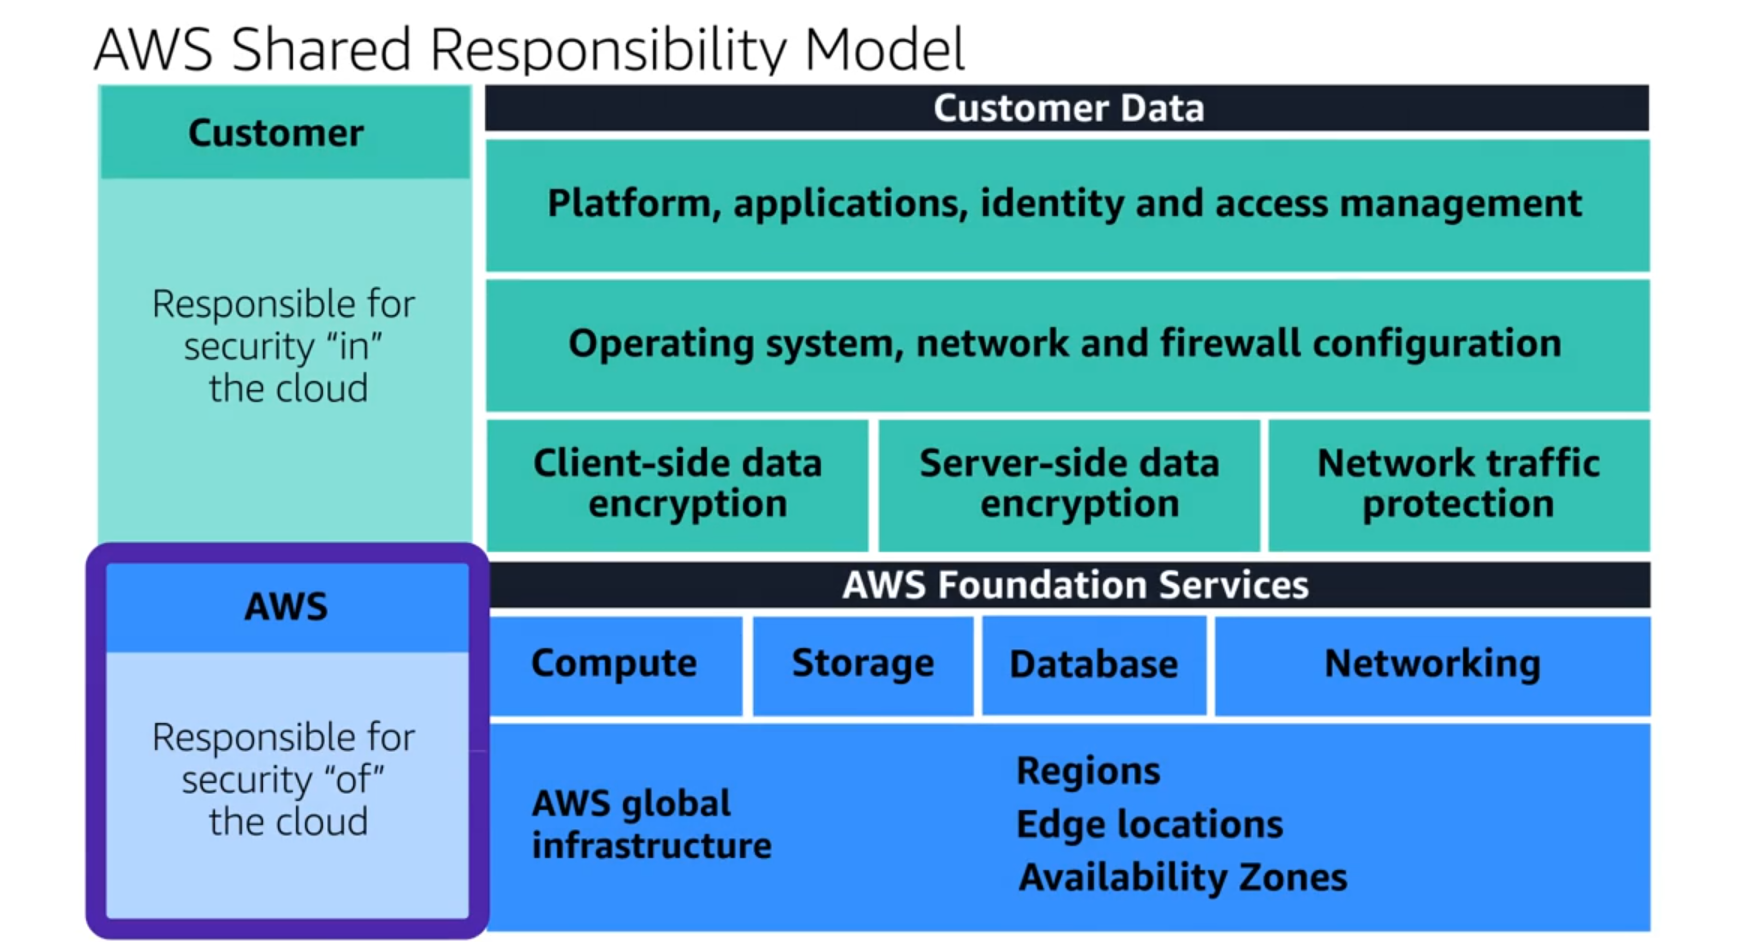 AWS Shared Responsibility Model
Customer
Responsible for
security “in”
the cloud
Customer Data
Platform, applications, identity and access management
Operating system, network and firewall configuration
Client-side data
encryption
Server-side data
encryption
Network traffic
protection
AWS
Responsible for
security “of”
the cloud
AWS Foundation Services
Compute
Storage
Database
Networking
AWS global
infrastructure
Regions
Edge locations
Availability Zones